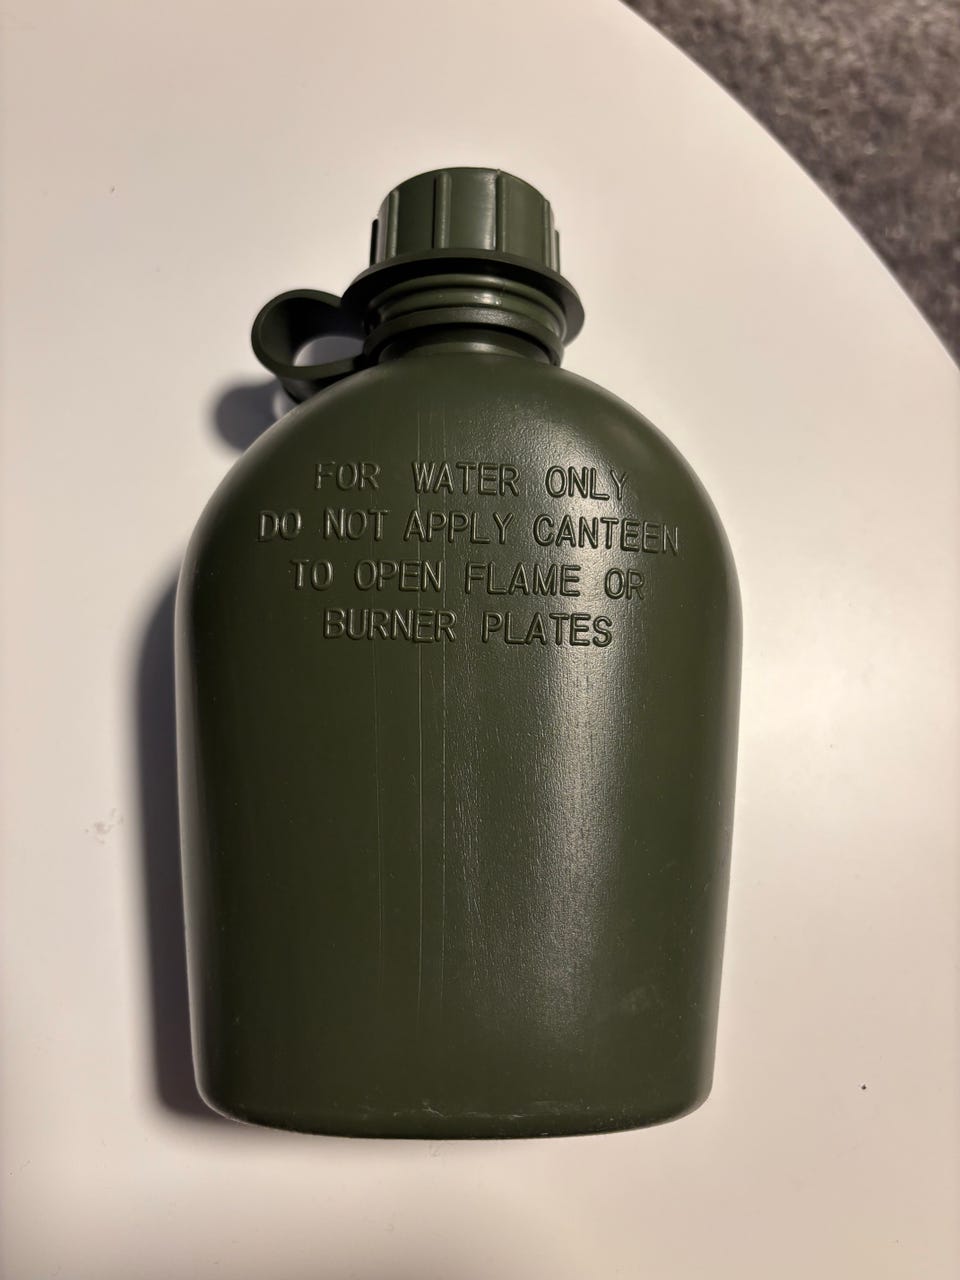 FOR WATER ONLY
DO NOT APPLY CANTEEN
TO OPEN FLAME OR
BURNER PLATES